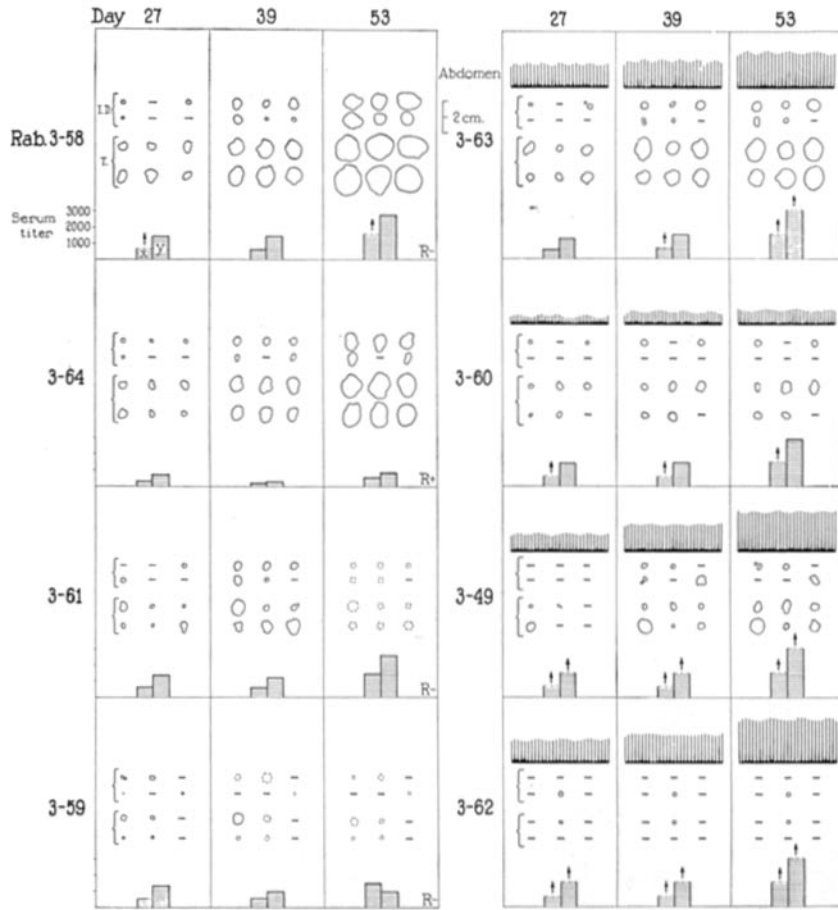 Day 27 39 53 27 39 53
Abdomen
2 cm.
Rab. 3-58
3-63
Serum titer
3000
2000
1000
x y
R-
3-64
R+
3-60
3-61
R-
3-49
3-59
R-
3-62